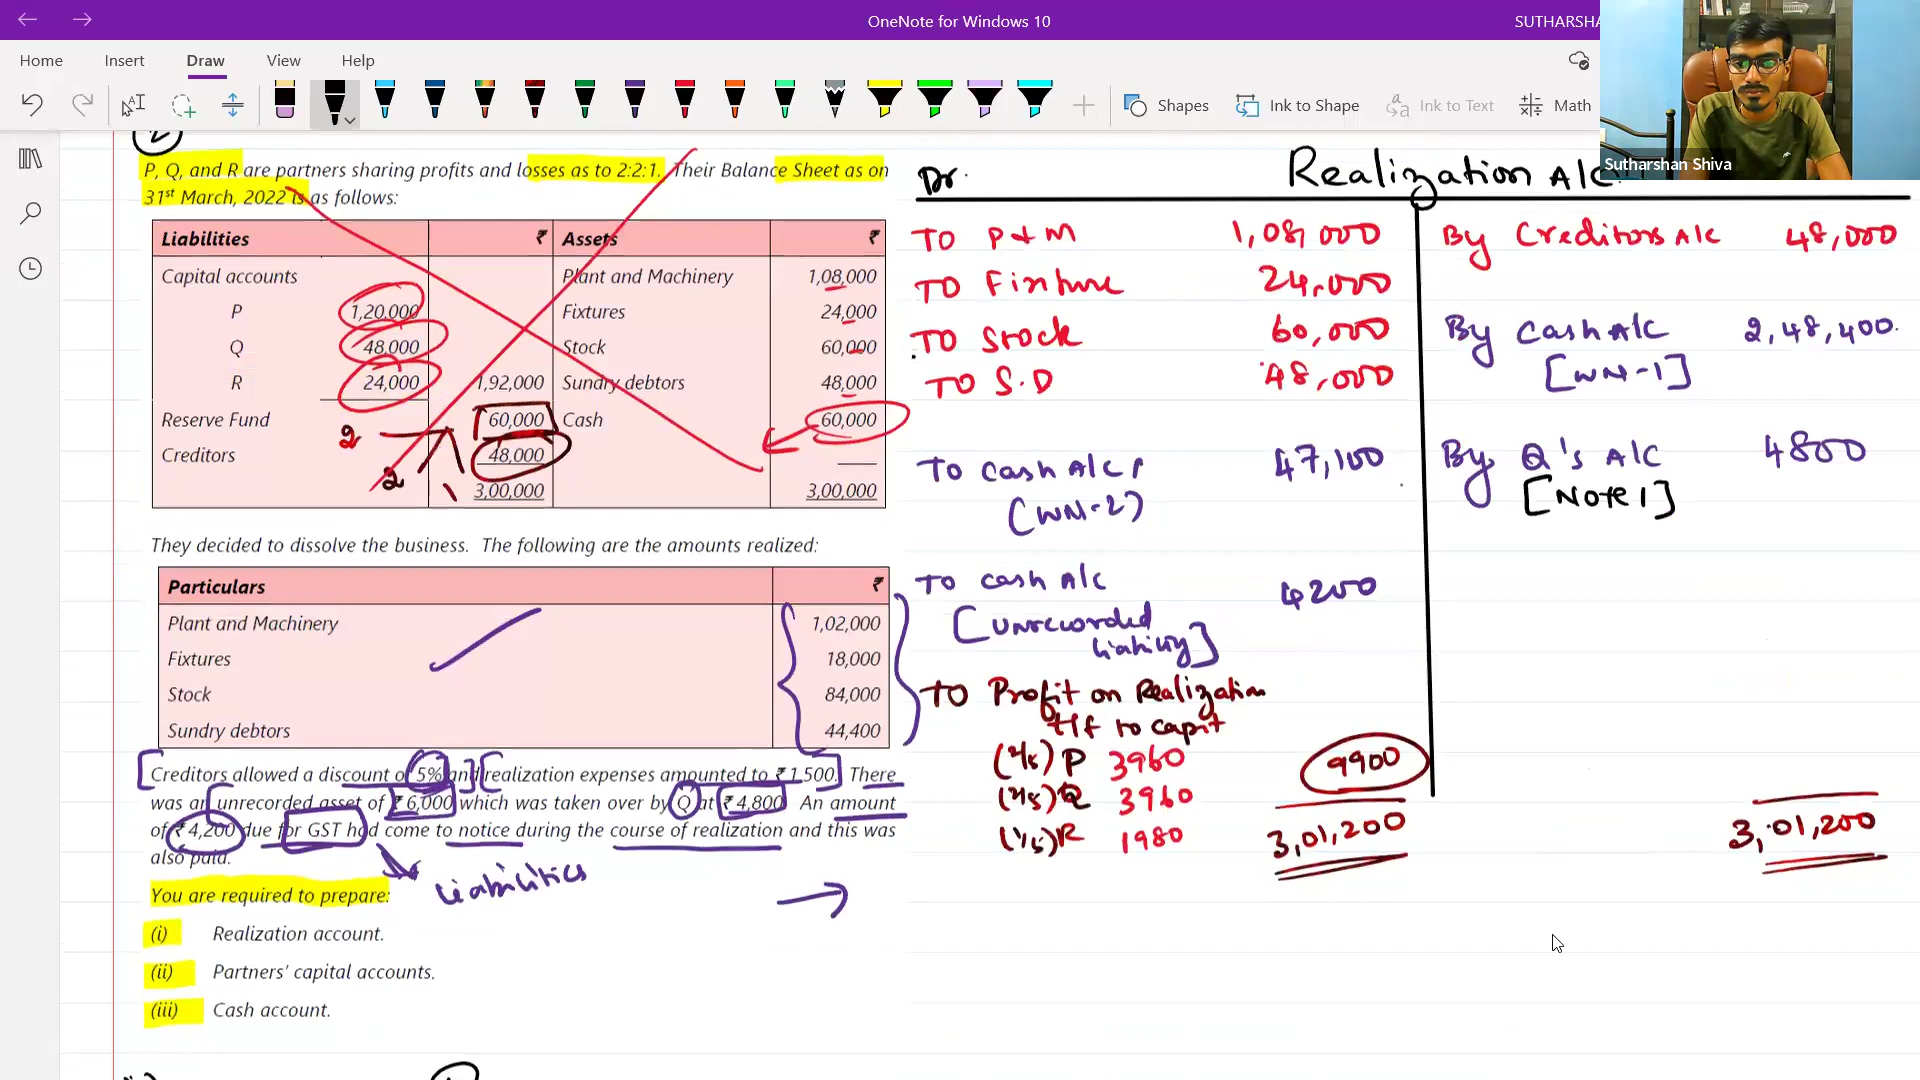 OneNote for Windows 10
SUTHARSHA
Home Insert Draw View Help
Shapes Ink to Shape Ink to Text Math
Sutharshan Shiva
P, Q, and R are partners sharing profits and losses as to 2:2:1. Their Balance Sheet as on
31st March, 2022 is as follows:
Liabilities ₹ Assets ₹
Capital accounts Plant and Machinery 1,08,000
P 1,20,000 Fixtures 24,000
Q 48,000 Stock 60,000
R 24,000 1,92,000 Sundry debtors 48,000
Reserve Fund 60,000 Cash 60,000
Creditors 48,000
3,00,000 3,00,000
2
2
1
They decided to dissolve the business. The following are the amounts realized:
Particulars ₹
Plant and Machinery 1,02,000
Fixtures 18,000
Stock 84,000
Sundry debtors 44,400
Creditors allowed a discount of 5% and realization expenses amounted to ₹ 1,500. There
was an unrecorded asset of ₹ 6,000 which was taken over by Q at ₹ 4,800. An amount
of ₹ 4,200 due for GST had come to notice during the course of realization and this was
also paid.
Liabilities
You are required to prepare:
(i) Realization account.
(ii) Partners' capital accounts.
(iii) Cash account.
Dr. Realization A/c.
To P+M 1,08,000 By Creditors A/c 48,000
To Fixture 24,000
To Stock 60,000 By Cash A/c 2,48,400.
To S.D 48,000 [WN-1]
To Cash A/c 47,100 By Q's A/c 4800
(WN-2) [Note 1]
To Cash A/c 4200
[Unrecorded
Liability]
To Profit on Realization
t/f to capit
(2/5) P 3960 9900
(2/5) Q 3960
(1/5) R 1980 3,01,200 3,01,200